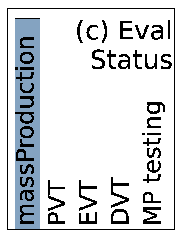 (c) Eval
Status
massProduction
PVT
EVT
DVT
MP testing